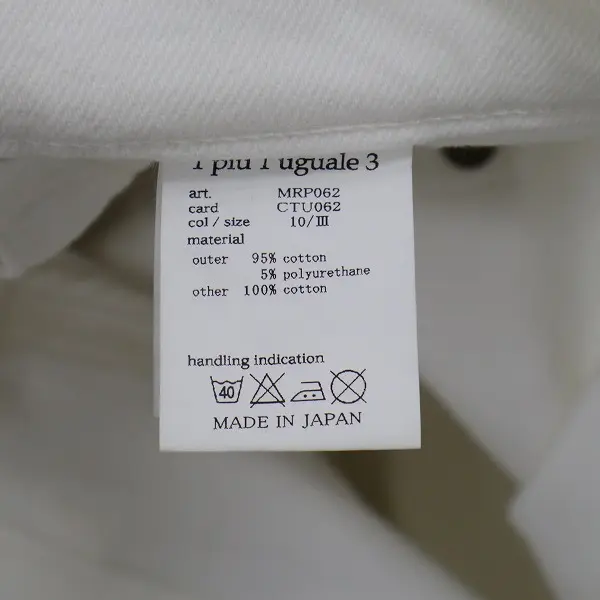 1 piu 1 uguale 3
art. MRP062
card CTU062
col / size 10/Ⅲ
material
outer 95% cotton
5% polyurethane
other 100% cotton
handling indication
40
MADE IN JAPAN